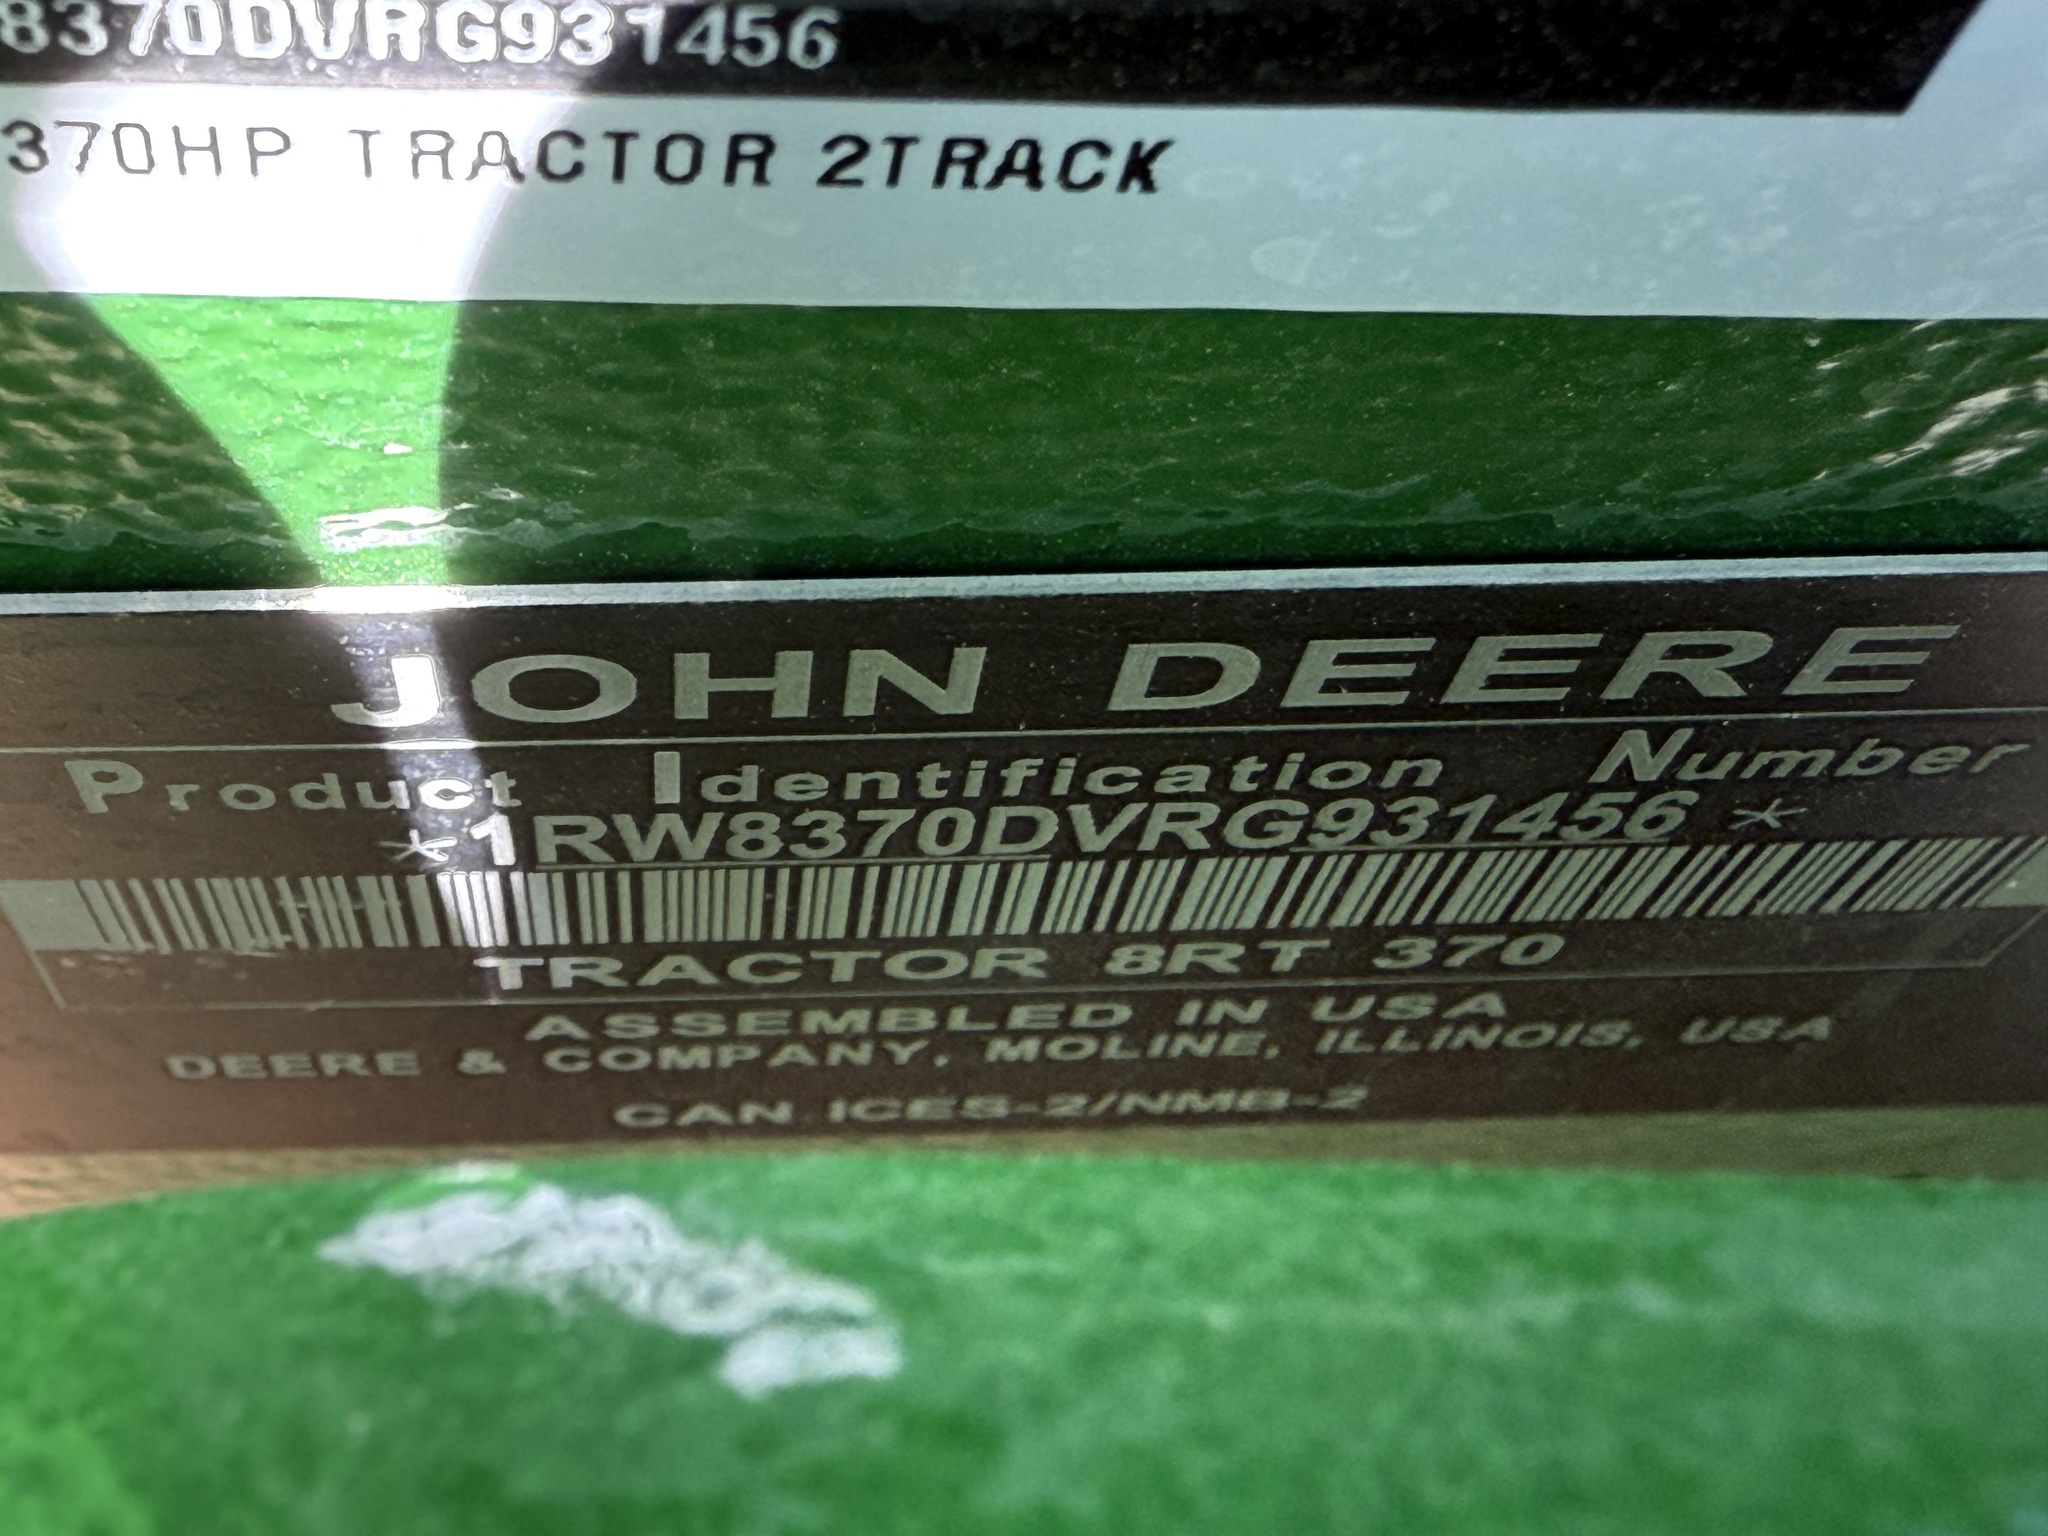 8370DVRG931456
370HP TRACTOR 2TRACK
JOHN DEERE
Product Identification Number
*1RW8370DVRG931456*
TRACTOR 8RT 370
ASSEMBLED IN USA
DEERE & COMPANY, MOLINE, ILLINOIS, USA
CAN ICES-2/NMB-2